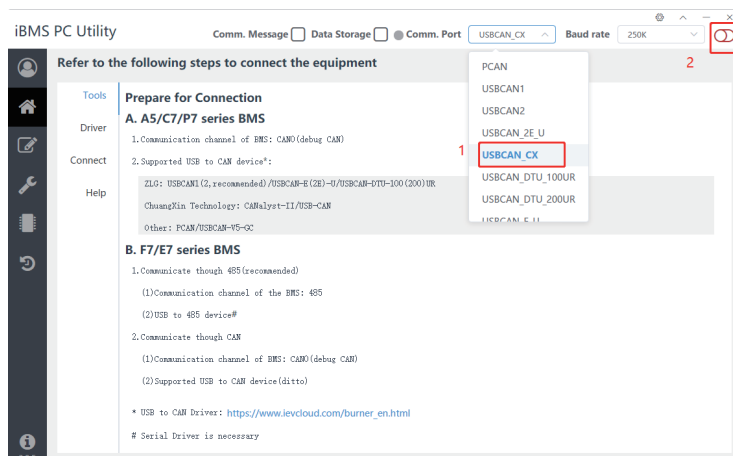 iBMS PC Utility
Comm. Message Data Storage Comm. Port USBCAN_CX Baud rate 250K
2
Refer to the following steps to connect the equipment
PCAN
USBCAN1
USBCAN2
USBCAN_2E_U
1
USBCAN_CX
USBCAN_DTU_100UR
USBCAN_DTU_200UR
USBCAN_E_U
Tools
Driver
Connect
Help
Prepare for Connection
A. A5/C7/P7 series BMS
1.Communication channel of BMS: CAN0(debug CAN)
2.Supported USB to CAN device*:
ZLG: USBCAN1(2,recommended)/USBCAN-E(2E)-U/USBCAN-DTU-100(200)UR
ChuangXin Technology: CANalyst-II/USB-CAN
Other: PCAN/USBCAN-V5-GC
B. F7/E7 series BMS
1.Communicate though 485(recommended)
(1)Communication channel of the BMS: 485
(2)USB to 485 device#
2.Communicate though CAN
(1)Communication channel of BMS: CAN0(debug CAN)
(2)Supported USB to CAN device(ditto)
* USB to CAN Driver: https://www.ievcloud.com/burner_en.html
# Serial Driver is necessary